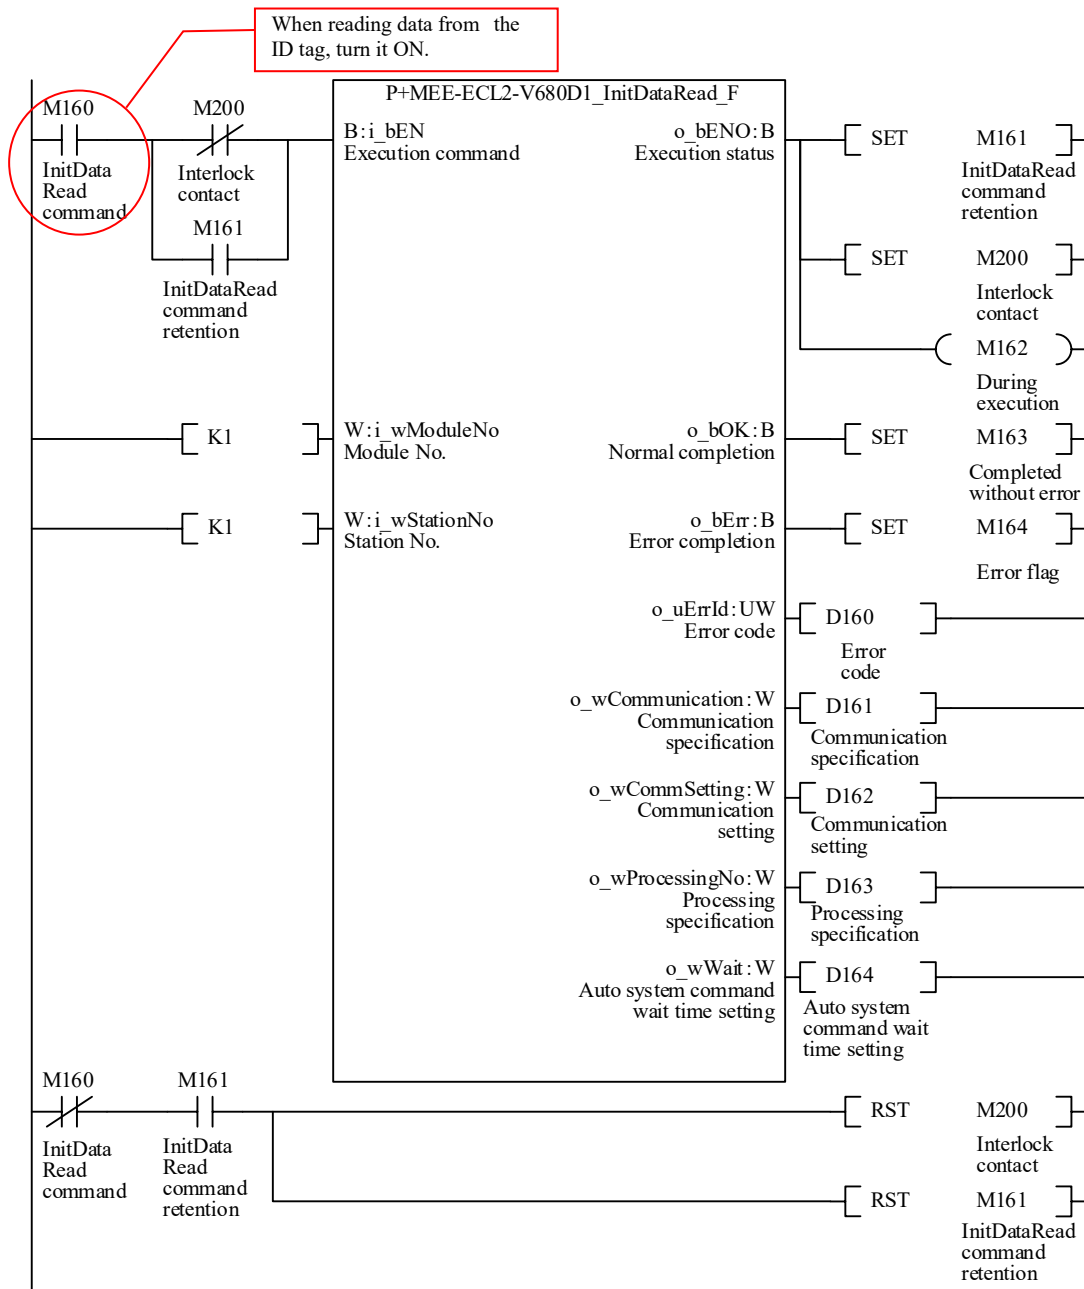 When reading data from the
ID tag, turn it ON.
P+MEE-ECL2-V680D1_InitDataRead_F
M160
InitData
Read
command
M200
Interlock
contact
M161
InitDataRead
command
retention
B:i_bEN
Execution command
o_bENO:B
Execution status
SET M161
InitDataRead
command
retention
SET M200
Interlock
contact
M162
During
execution
K1
W:i_wModuleNo
Module No.
o_bOK:B
Normal completion
SET M163
Completed
without error
K1
W:i_wStationNo
Station No.
o_bErr:B
Error completion
SET M164
Error flag
o_uErrId:UW
Error code
D160
Error
code
o_wCommunication:W
Communication
specification
D161
Communication
specification
o_wCommSetting:W
Communication
setting
D162
Communication
setting
o_wProcessingNo:W
Processing
specification
D163
Processing
specification
o_wWait:W
Auto system command
wait time setting
D164
Auto system
command wait
time setting
M160
InitData
Read
command
M161
InitData
Read
command
retention
RST M200
Interlock
contact
RST M161
InitDataRead
command
retention